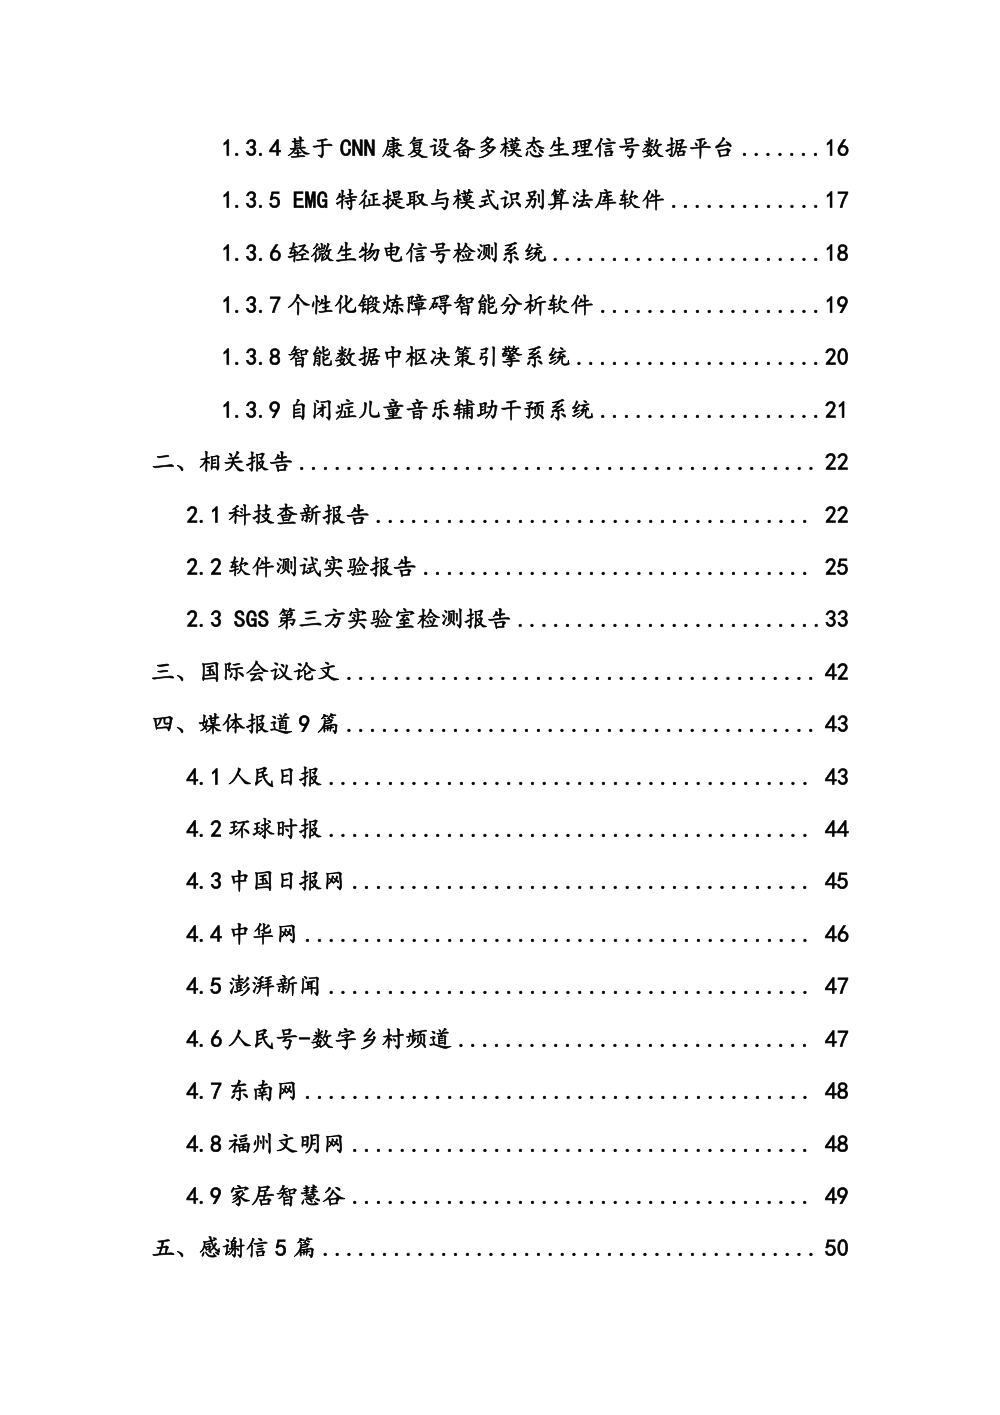 1.3.4基于 CNN 康复设备多模态生理信号数据平台.......16
1.3.5 EMG 特征提取与模式识别算法库软件.............17
1.3.6轻微生物电信号检测系统.......................18
1.3.7个性化锻炼障碍智能分析软件...................19
1.3.8智能数据中枢决策引擎系统.....................20
1.3.9自闭症儿童音乐辅助干预系统...................21
二、相关报告............................................ 22
2.1科技查新报告..................................... 22
2.2软件测试实验报告................................. 25
2.3 SGS 第三方实验室检测报告..........................33
三、国际会议论文........................................ 42
四、媒体报道9篇........................................ 43
4.1人民日报......................................... 43
4.2环球时报......................................... 44
4.3中国日报网....................................... 45
4.4中华网........................................... 46
4.5澎湃新闻......................................... 47
4.6人民号-数字乡村频道.............................. 47
4.7东南网........................................... 48
4.8福州文明网....................................... 48
4.9家居智慧谷....................................... 49
五、感谢信5篇.......................................... 50